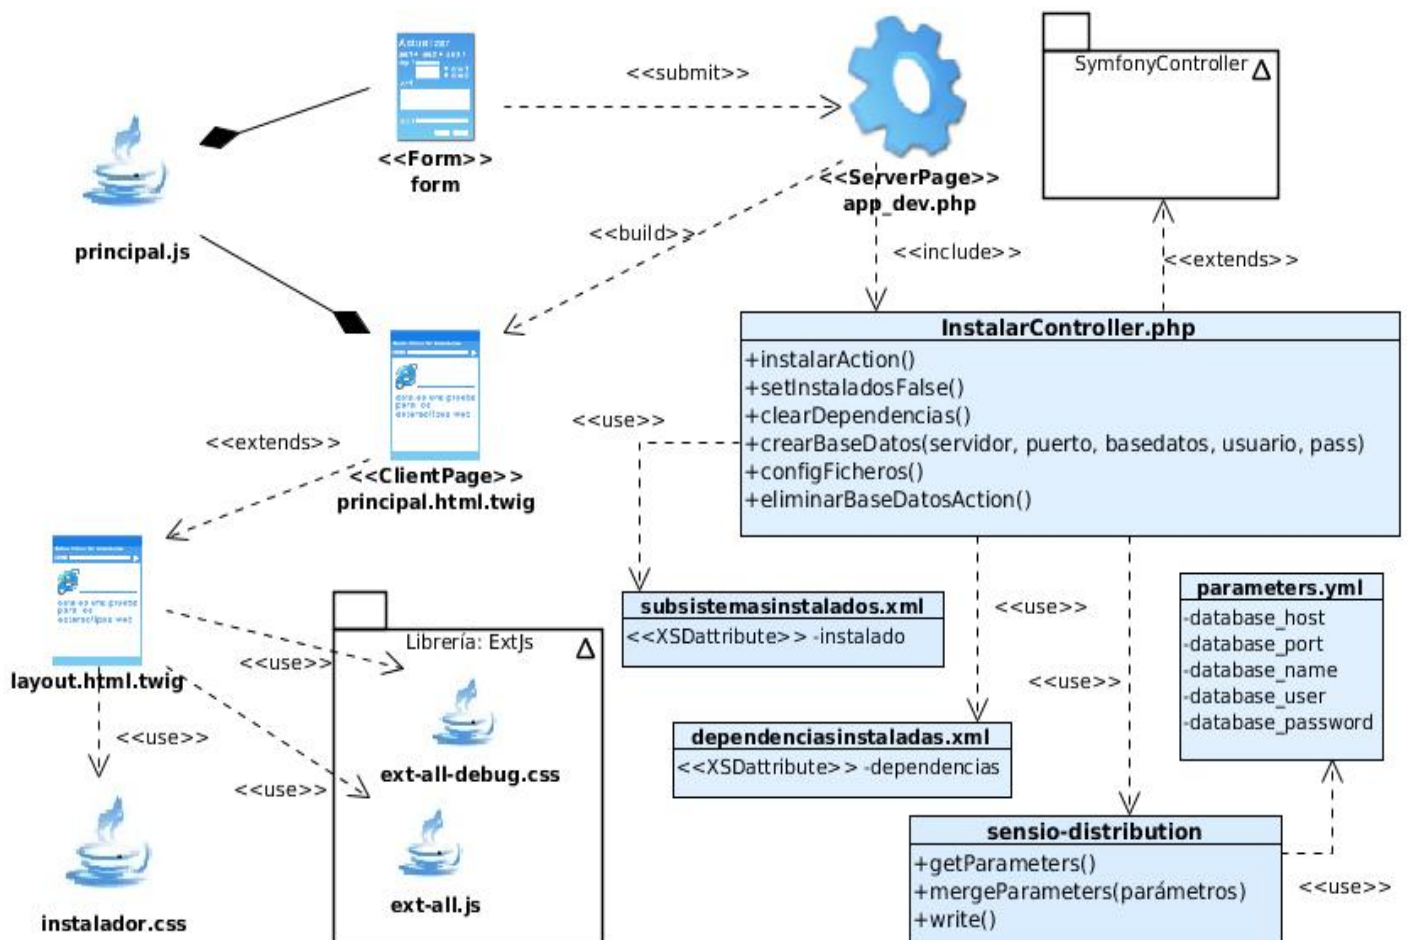 Actualizar
<<submit>>
SymfonyController
<<Form>>
form
<<ServerPage>>
app_dev.php
principal.js
<<build>>
<<include>>
<<extends>>
InstalarController.php
+instalarAction()
+setInstaladosFalse()
+clearDependencias()
+crearBaseDatos(servidor, puerto, basedatos, usuario, pass)
+configFicheros()
+eliminarBaseDatosAction()
<<use>>
<<extends>>
<<ClientPage>>
principal.html.twig
layout.html.twig
<<use>>
<<use>>
<<use>>
instalador.css
Librería: ExtJs
ext-all-debug.css
ext-all.js
subsistemasinstalados.xml
<<XSDattribute>> -instalado
<<use>>
<<use>>
dependenciasinstaladas.xml
<<XSDattribute>> -dependencias
parameters.yml
-database_host
-database_port
-database_name
-database_user
-database_password
sensio-distribution
+getParameters()
+mergeParameters(parámetros)
+write()
<<use>>